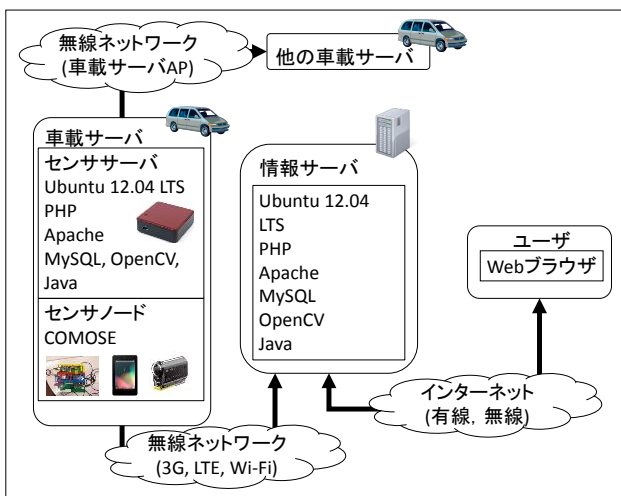 無線ネットワーク
(車載サーバAP)
他の車載サーバ
車載サーバ
センササーバ
Ubuntu 12.04 LTS
PHP
Apache
MySQL, OpenCV,
Java
センサノード
COMOSE
無線ネットワーク
(3G, LTE, Wi-Fi)
情報サーバ
Ubuntu 12.04
LTS
PHP
Apache
MySQL
OpenCV
Java
ユーザ
Webブラウザ
インターネット
(有線，無線)